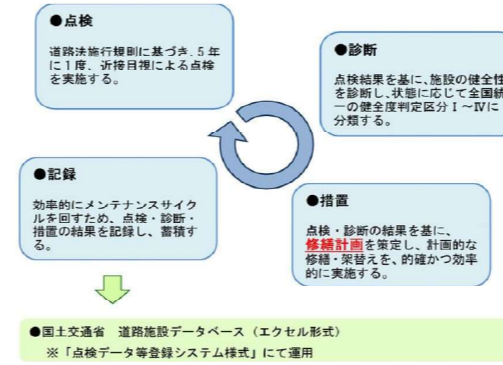 ●点検
道路法施行規則に基づき、5年
に1度、近接目視による点検
を実施する。
●診断
点検結果を基に、施設の健全性
を診断し、状態に応じて全国統
一の健全度判定区分Ⅰ～Ⅳに
分類する。
●措置
点検・診断の結果を基に、
修繕計画を策定し、計画的な
修繕・架替えを、的確かつ効率
的に実施する。
●記録
効率的にメンテナンスサイク
ルを回すため、点検・診断・
措置の結果を記録し、蓄積す
る。
●国土交通省　道路施設データベース（エクセル形式）
※「点検データ等登録システム様式」にて運用